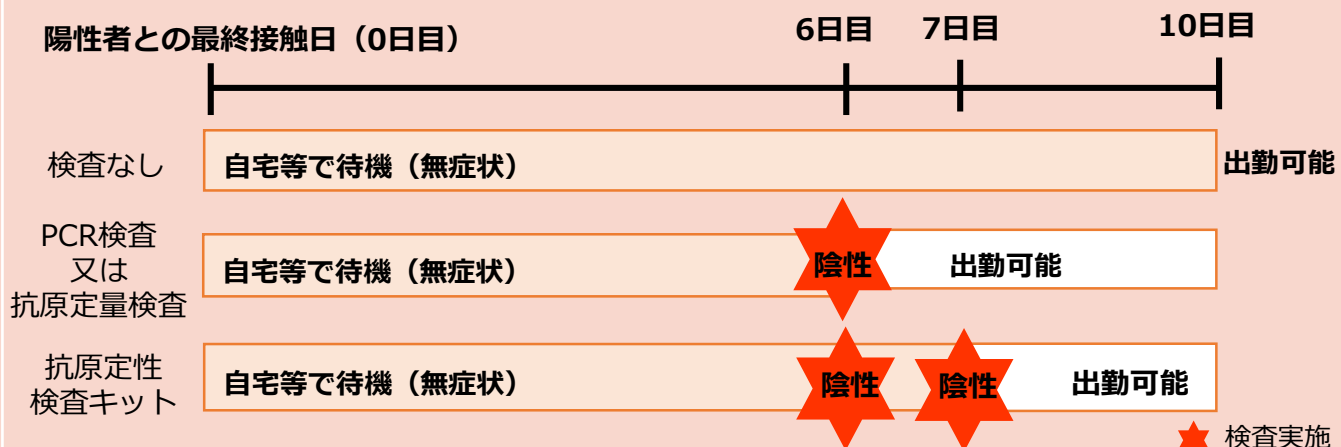 陽性者との最終接触日（0日目）
6日目
7日目
10日目
検査なし
自宅等で待機（無症状）
出勤可能
PCR検査
又は
抗原定量検査
自宅等で待機（無症状）
陰性
出勤可能
抗原定性
検査キット
自宅等で待機（無症状）
陰性
陰性
出勤可能
検査実施